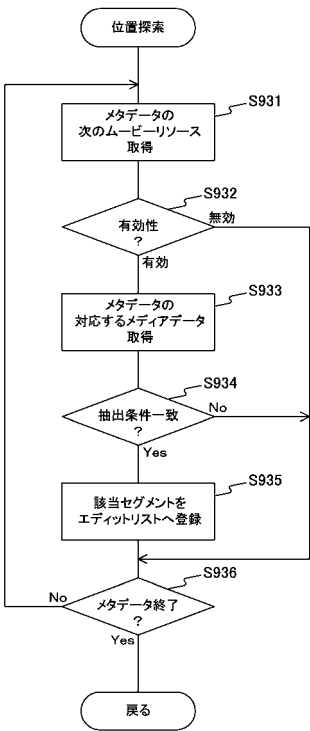 位置探索
S931
メタデータの
次のムービーリソース
取得
S932
有効性
?
無効
有効
S933
メタデータの
対応するメディアデータ
取得
S934
抽出条件一致
?
No
Yes
S935
該当セグメントを
エディットリストへ登録
S936
No
メタデータ終了
?
Yes
戻る